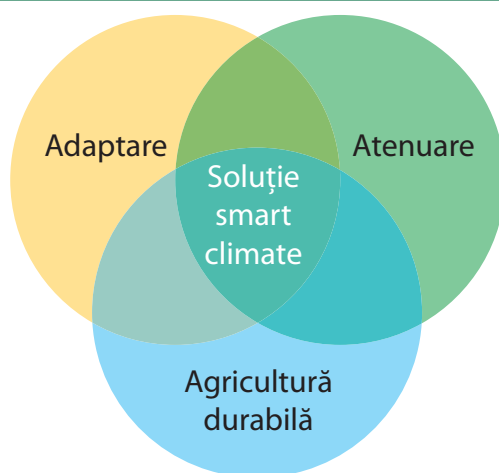 Adaptare
Atenuare
Soluție
smart
climate
Agricultură
durabilă